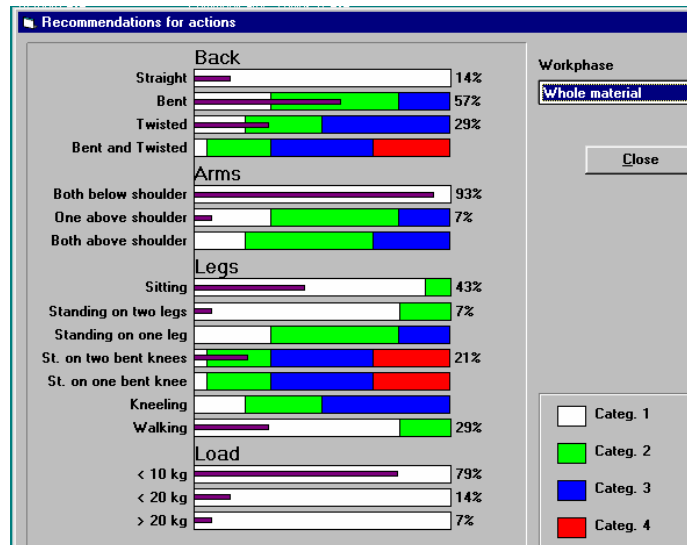 Recommendations for actions
Back
Straight 14%
Bent 57%
Twisted 29%
Bent and Twisted
Arms
Both below shoulder 93%
One above shoulder 7%
Both above shoulder
Legs
Sitting 43%
Standing on two legs 7%
Standing on one leg
St. on two bent knees 21%
St. on one bent knee
Kneeling
Walking 29%
Load
< 10 kg 79%
< 20 kg 14%
> 20 kg 7%
Workphase
Whole material
Close
Categ. 1
Categ. 2
Categ. 3
Categ. 4